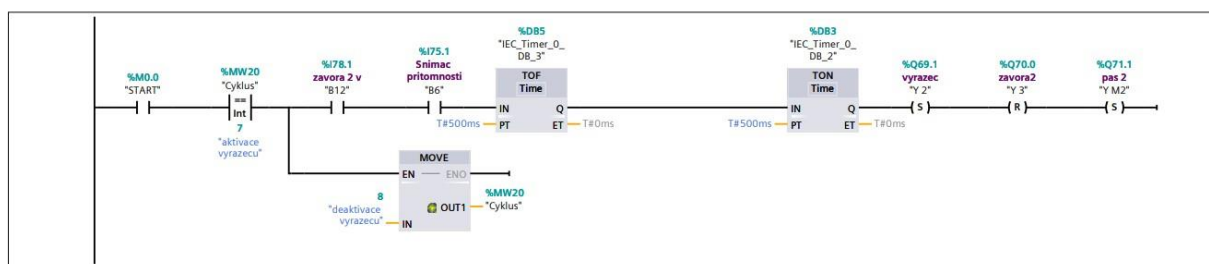 %M0.0
"START"
%MW20
"Cyklus"
==
Int
7
"aktivace
vyrazecu"
%I78.1
zavora 2 v
"B12"
%I75.1
Snimac
pritomnosti
"B6"
%DB5
"IEC_Timer_0_
DB_3"
TOF
Time
IN Q
T#500ms PT ET T#0ms
%DB3
"IEC_Timer_0_
DB_2"
TON
Time
IN Q
T#500ms PT ET T#0ms
%Q69.1
vyrazec
"Y 2"
S
%Q70.0
zavora2
"Y 3"
R
%Q71.1
pas 2
"Y M2"
S
MOVE
EN ENO
8
"deaktivace
vyrazecu" IN
OUT1
%MW20
"Cyklus"